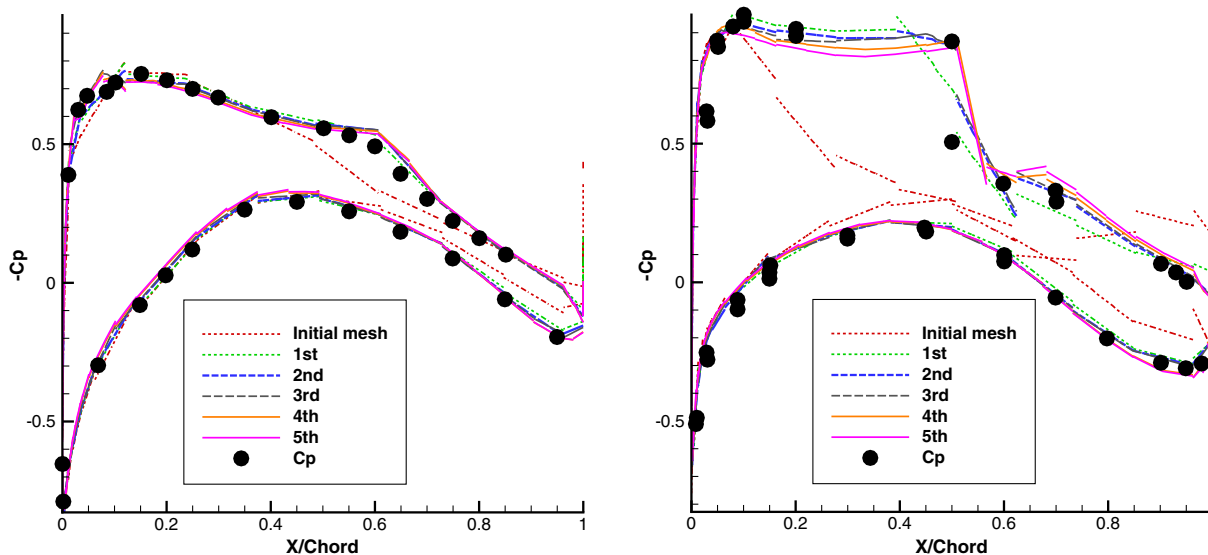 0.5
0
-0.5
-Cp
Initial mesh
1st
2nd
3rd
4th
5th
Cp
0 0.2 0.4 0.6 0.8 1
X/Chord
0.5
0
-0.5
-Cp
Initial mesh
1st
2nd
3rd
4th
5th
Cp
0 0.2 0.4 0.6 0.8
X/Chord